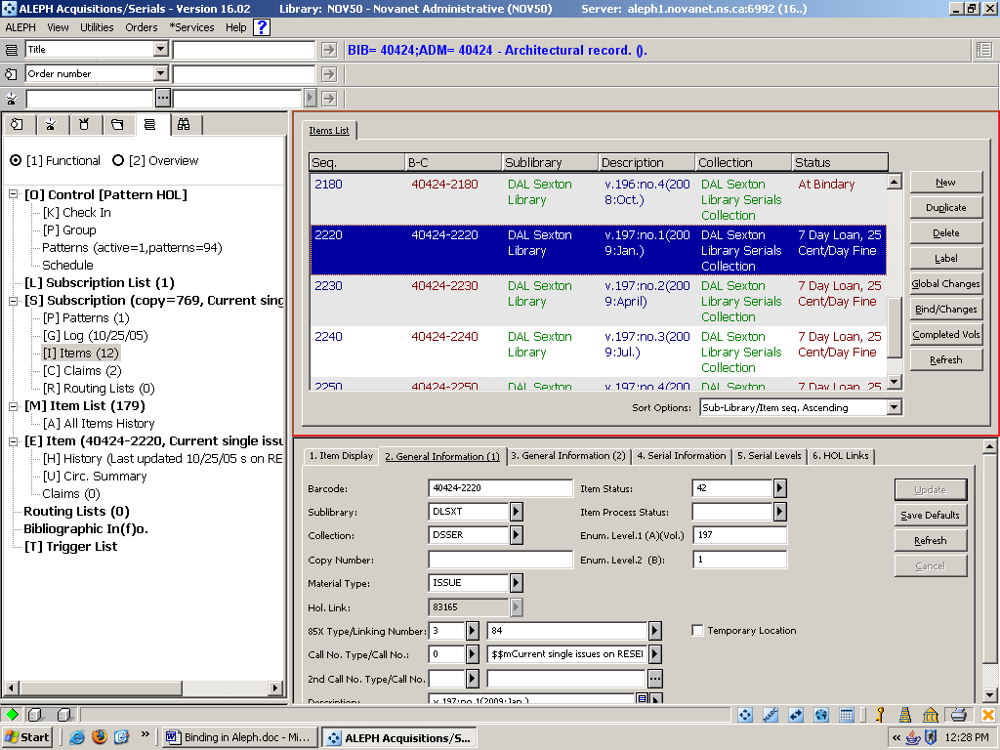 ALEPH Acquisitions/Serials - Version 16.02 Library: NOV50 - Novanet Administrative (NOV50) Server: aleph1.novanet.ns.ca:6992 (16..)
ALEPH View Utilities Orders *Services Help ?
Title
BIB= 40424;ADM= 40424 - Architectural record. ().
Order number
...
[1] Functional [2] Overview
[O] Control [Pattern HOL]
[K] Check In
[P] Group
Patterns (active=1,patterns=94)
Schedule
[L] Subscription List (1)
[S] Subscription (copy=769, Current sing
[P] Patterns (1)
[G] Log (10/25/05)
[I] Items (12)
[C] Claims (2)
[R] Routing Lists (0)
[M] Item List (179)
[A] All Items History
[E] Item (40424-2220, Current single issu
[H] History (Last updated 10/25/05 s on RE
[U] Circ. Summary
Claims (0)
Routing Lists (0)
Bibliographic In(f)o.
[T] Trigger List
Items List
Seq. B-C Sublibrary Description Collection Status
2180 40424-2180 DAL Sexton v.196:no.4(200 DAL Sexton At Bindary
Library 8:Oct.) Library Serials
Collection
2220 40424-2220 DAL Sexton v.197:no.1(200 DAL Sexton 7 Day Loan, 25
Library 9:Jan.) Library Serials Cent/Day Fine
Collection
2230 40424-2230 DAL Sexton v.197:no.2(200 DAL Sexton 7 Day Loan, 25
Library 9:April) Library Serials Cent/Day Fine
Collection
2240 40424-2240 DAL Sexton v.197:no.3(200 DAL Sexton 7 Day Loan, 25
Library 9:Jul.) Library Serials Cent/Day Fine
Collection
2250 40424-2250 DAL Sexton v.197:no.4(200 DAL Sexton 7 Day Loan, 25
New
Duplicate
Delete
Label
Global Changes
Bind/Changes
Completed Vols
Refresh
Sort Options: Sub-Library/Item seq. Ascending
1. Item Display 2. General Information (1) 3. General Information (2) 4. Serial Information 5. Serial Levels 6. HOL Links
Barcode: 40424-2220 Item Status: 42
Sublibrary: DLSXT Item Process Status:
Collection: DSSER Enum. Level.1 (A)(Vol.) 197
Copy Number: Enum. Level.2 (B): 1
Material Type: ISSUE
Hol. Link: 83165
85X Type/Linking Number: 3 84 Temporary Location
Call No. Type/Call No.: 0 $$mCurrent single issues on RESEI
2nd Call No. Type/Call No. ...
Description: v.197:no.1(2009:Jan.)
Update
Save Defaults
Refresh
Cancel
MARC
Start » Binding in Aleph.doc - Mi... ALEPH Acquisitions/S... « 12:28 PM